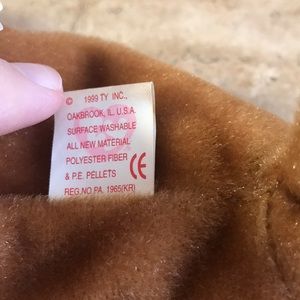 © 1999 TY INC.,
OAKBROOK, IL. U.S.A.
SURFACE WASHABLE
ALL NEW MATERIAL
POLYESTER FIBER
& P.E. PELLETS CE
REG.NO PA. 1965(KR)